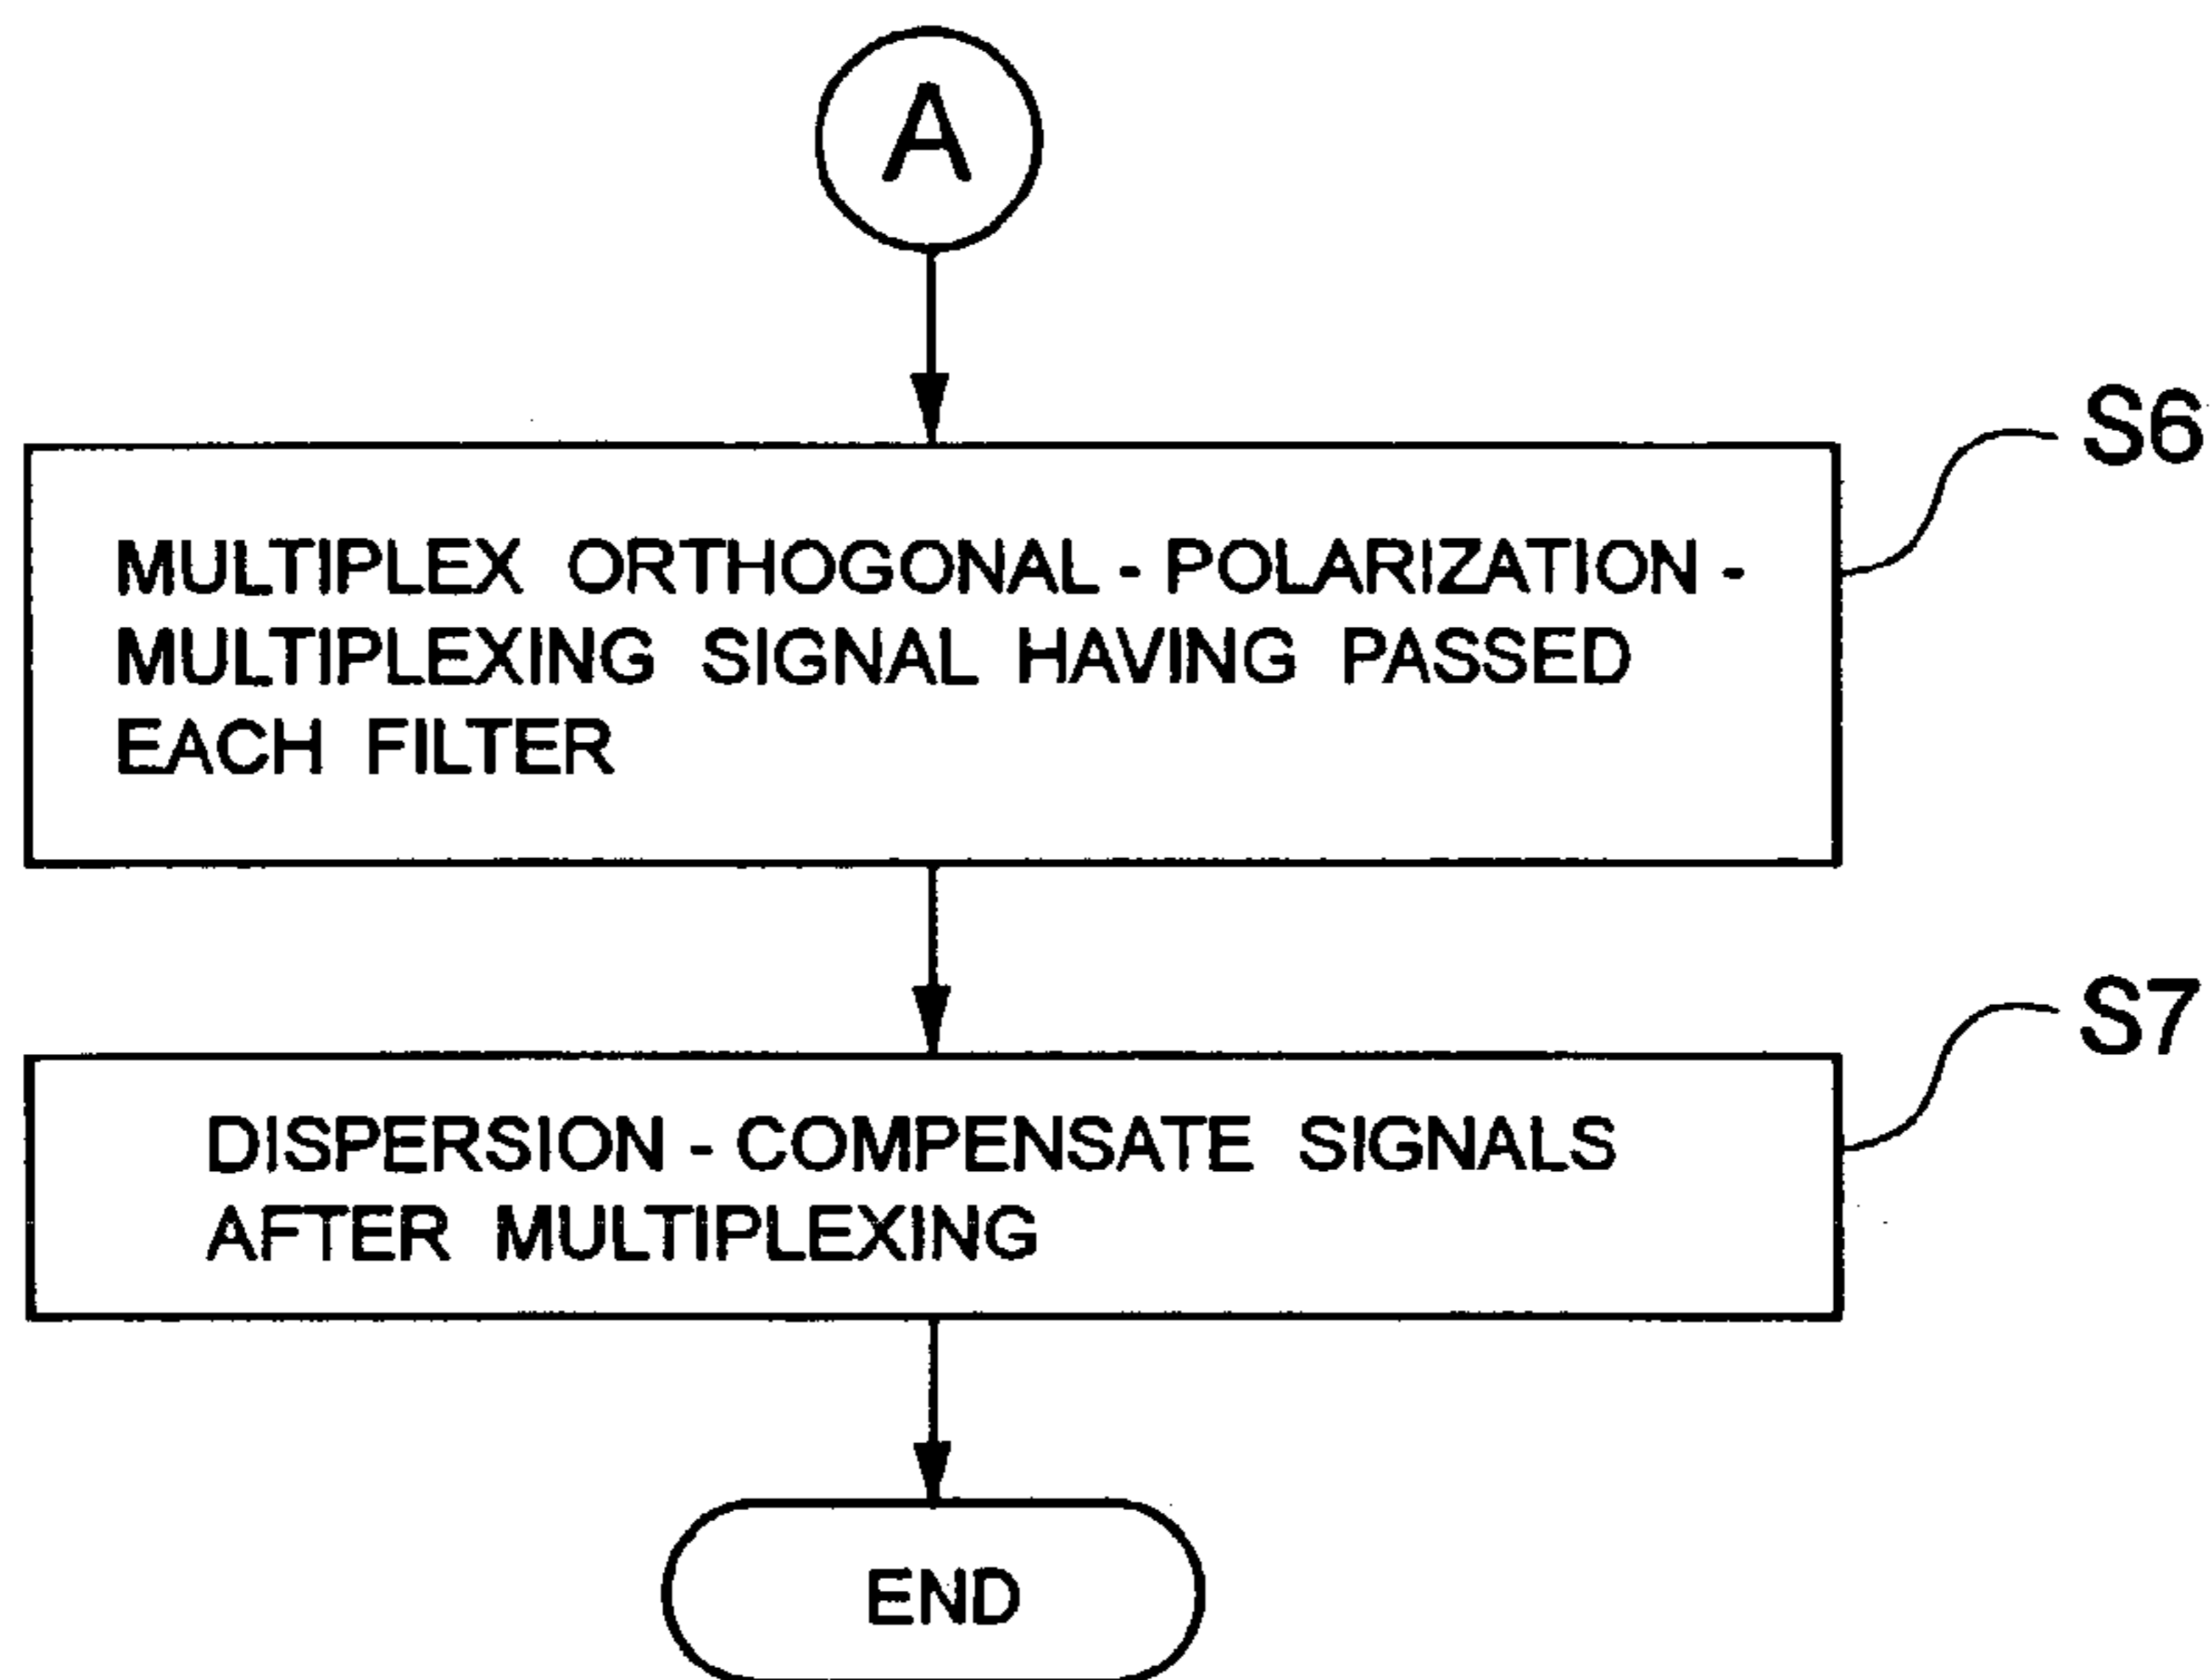 A
S6
MULTIPLEX ORTHOGONAL - POLARIZATION -
MULTIPLEXING SIGNAL HAVING PASSED
EACH FILTER
S7
DISPERSION - COMPENSATE SIGNALS
AFTER MULTIPLEXING
END